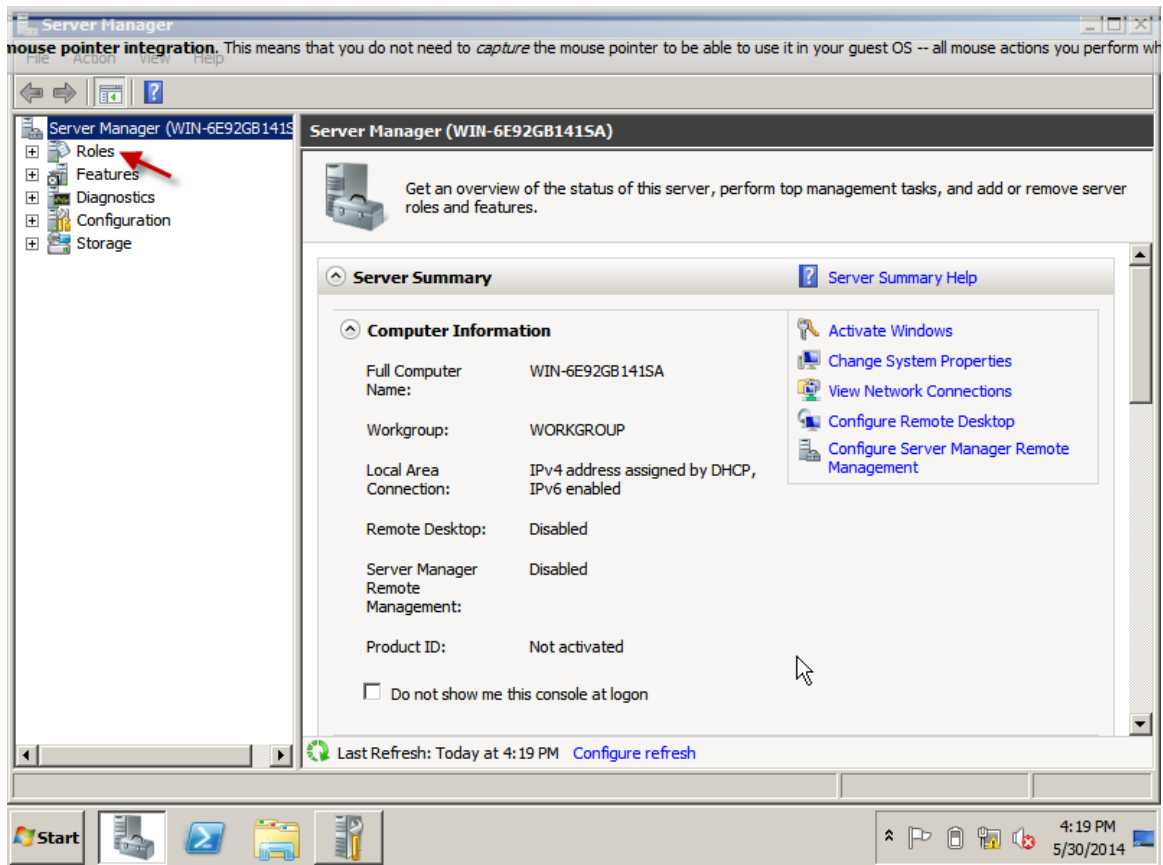 Server Manager
mouse pointer integration. This means that you do not need to capture the mouse pointer to be able to use it in your guest OS -- all mouse actions you perform wh
File Action View Help
Server Manager (WIN-6E92GB141S
Roles
Features
Diagnostics
Configuration
Storage
Server Manager (WIN-6E92GB141SA)
Get an overview of the status of this server, perform top management tasks, and add or remove server
roles and features.
Server Summary
Server Summary Help
Computer Information
Full Computer
Name:
WIN-6E92GB141SA
Workgroup:
WORKGROUP
Local Area
Connection:
IPv4 address assigned by DHCP,
IPv6 enabled
Remote Desktop:
Disabled
Server Manager
Remote
Management:
Disabled
Product ID:
Not activated
Do not show me this console at logon
Activate Windows
Change System Properties
View Network Connections
Configure Remote Desktop
Configure Server Manager Remote
Management
Last Refresh: Today at 4:19 PM Configure refresh
Start
4:19 PM
5/30/2014